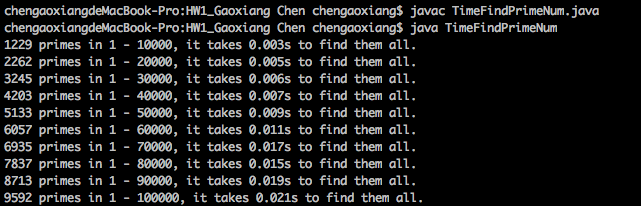 chengaoxiangdeMacBook-Pro:HW1_Gaoxiang Chen chengaoxiang$ javac TimeFindPrimeNum.java
chengaoxiangdeMacBook-Pro:HW1_Gaoxiang Chen chengaoxiang$ java TimeFindPrimeNum
1229 primes in 1 - 10000, it takes 0.003s to find them all.
2262 primes in 1 - 20000, it takes 0.005s to find them all.
3245 primes in 1 - 30000, it takes 0.006s to find them all.
4203 primes in 1 - 40000, it takes 0.007s to find them all.
5133 primes in 1 - 50000, it takes 0.009s to find them all.
6057 primes in 1 - 60000, it takes 0.011s to find them all.
6935 primes in 1 - 70000, it takes 0.017s to find them all.
7837 primes in 1 - 80000, it takes 0.015s to find them all.
8713 primes in 1 - 90000, it takes 0.019s to find them all.
9592 primes in 1 - 100000, it takes 0.021s to find them all.